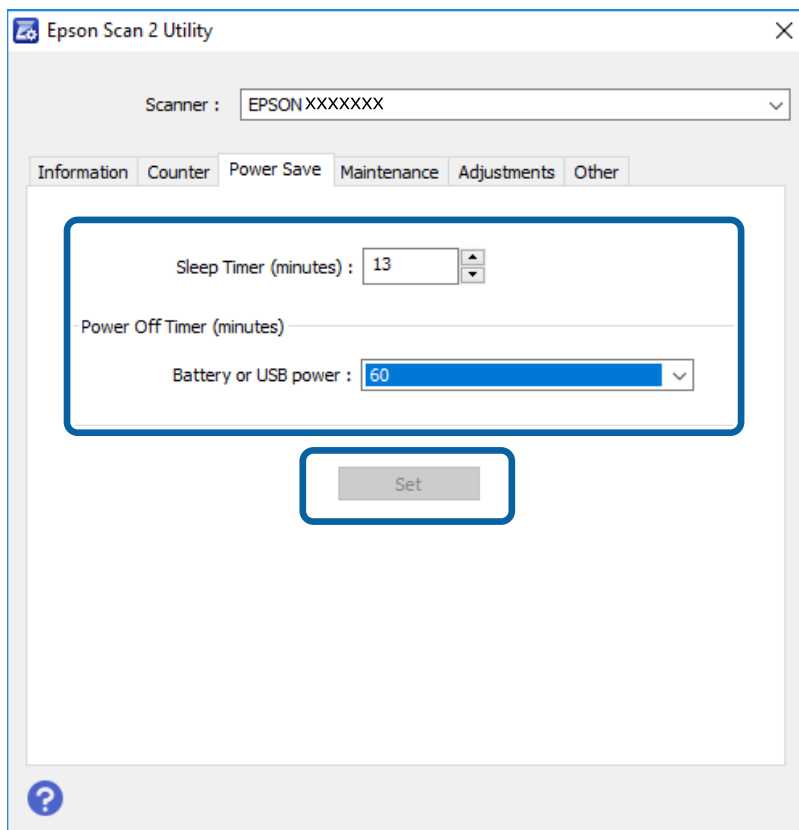 Epson Scan 2 Utility
Scanner : EPSON XXXXXXX
Information Counter Power Save Maintenance Adjustments Other
Sleep Timer (minutes) : 13
Power Off Timer (minutes)
Battery or USB power : 60
Set
?